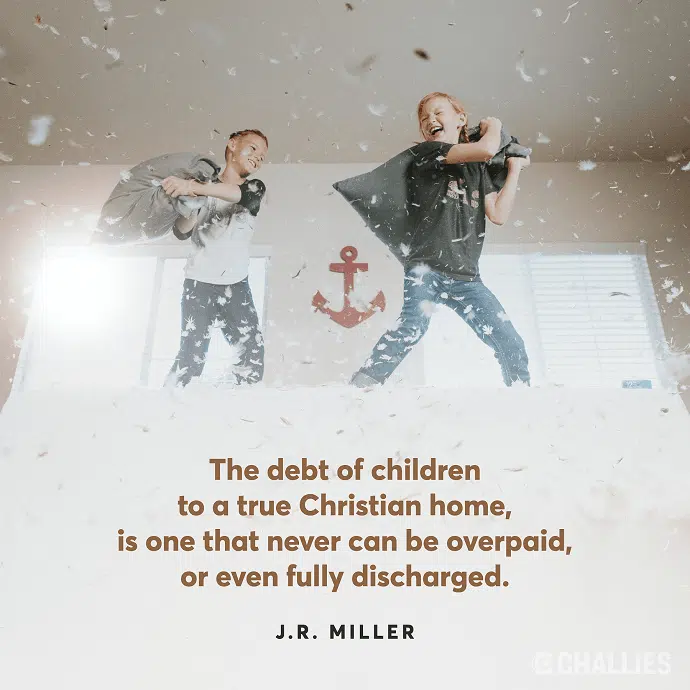 The debt of children
to a true Christian home,
is one that never can be overpaid,
or even fully discharged.
J.R. MILLER
CHALLIES